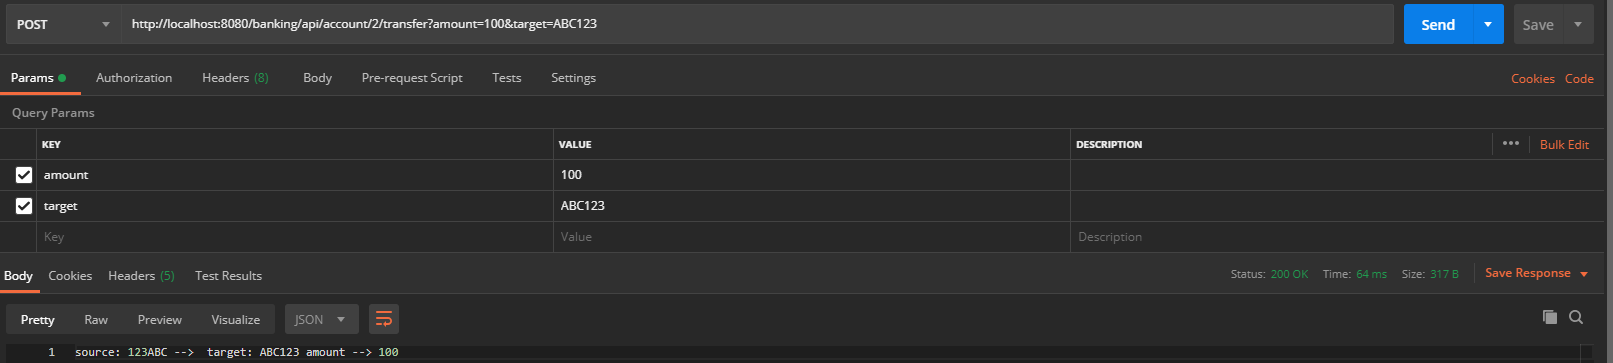 POST http://localhost:8080/banking/api/account/2/transfer?amount=100&target=ABC123 Send Save
Params Authorization Headers (8) Body Pre-request Script Tests Settings Cookies Code
Query Params
KEY VALUE DESCRIPTION ••• Bulk Edit
amount 100
target ABC123
Key Value Description
Body Cookies Headers (5) Test Results Status: 200 OK Time: 64 ms Size: 317 B Save Response
Pretty Raw Preview Visualize JSON
1 source: 123ABC --> target: ABC123 amount --> 100